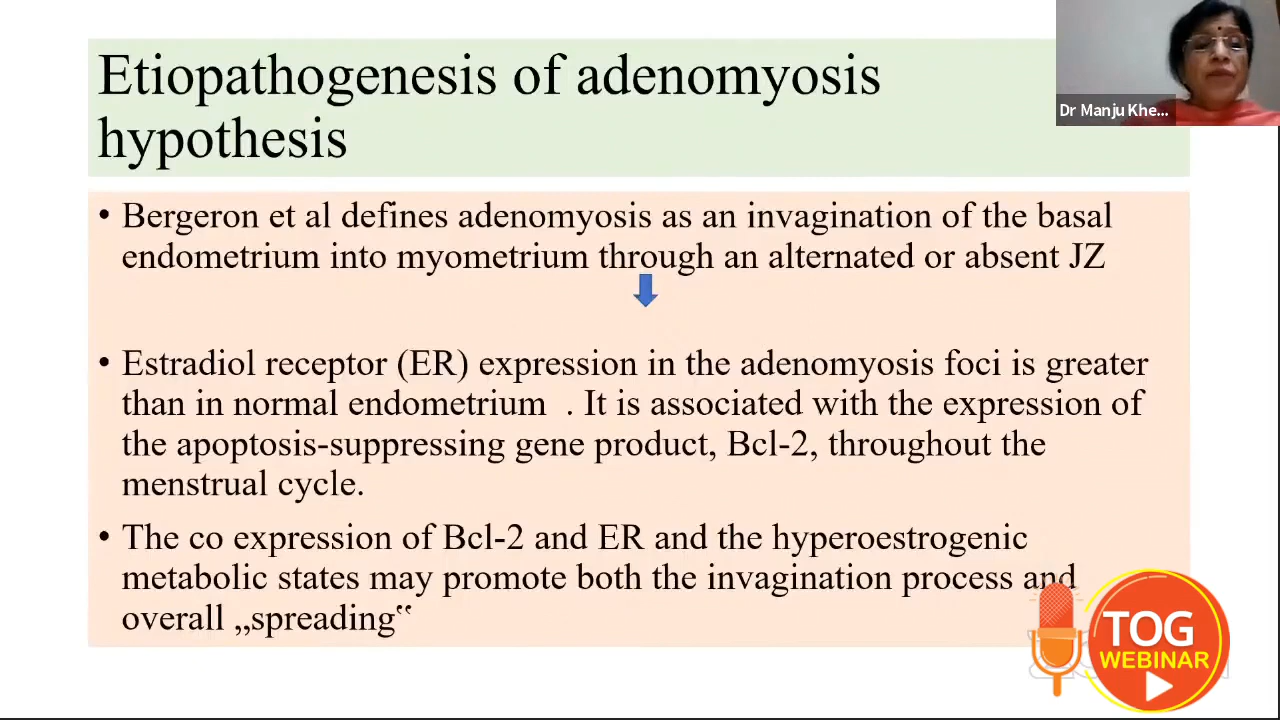 Etiopathogenesis of adenomyosis
hypothesis
Dr Manju Khe...
• Bergeron et al defines adenomyosis as an invagination of the basal
endometrium into myometrium through an alternated or absent JZ
• Estradiol receptor (ER) expression in the adenomyosis foci is greater
than in normal endometrium . It is associated with the expression of
the apoptosis-suppressing gene product, Bcl-2, throughout the
menstrual cycle.
• The co expression of Bcl-2 and ER and the hyperoestrogenic
metabolic states may promote both the invagination process and
overall „spreading‟
TOG
WEBINAR